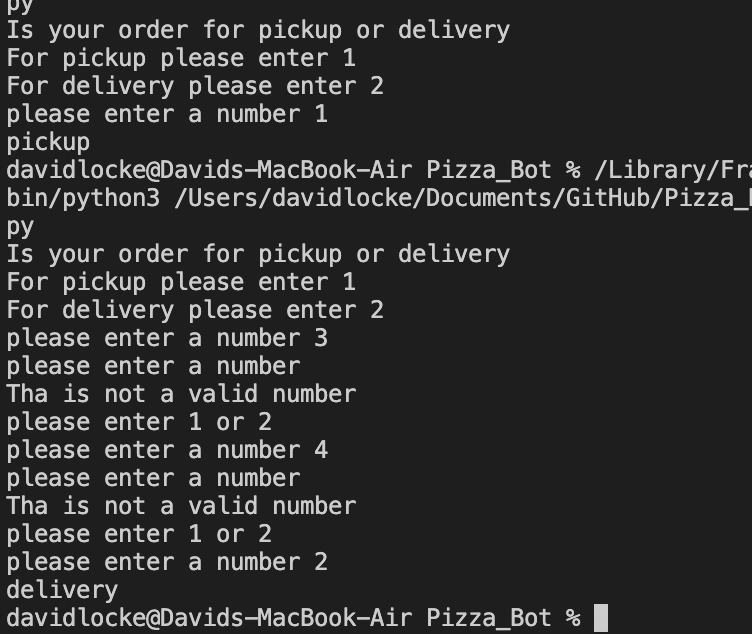 py
Is your order for pickup or delivery
For pickup please enter 1
For delivery please enter 2
please enter a number 1
pickup
davidlocke@Davids-MacBook-Air Pizza_Bot % /Library/Fra
bin/python3 /Users/davidlocke/Documents/GitHub/Pizza_
py
Is your order for pickup or delivery
For pickup please enter 1
For delivery please enter 2
please enter a number 3
please enter a number
Tha is not a valid number
please enter 1 or 2
please enter a number 4
please enter a number
Tha is not a valid number
please enter 1 or 2
please enter a number 2
delivery
davidlocke@Davids-MacBook-Air Pizza_Bot %